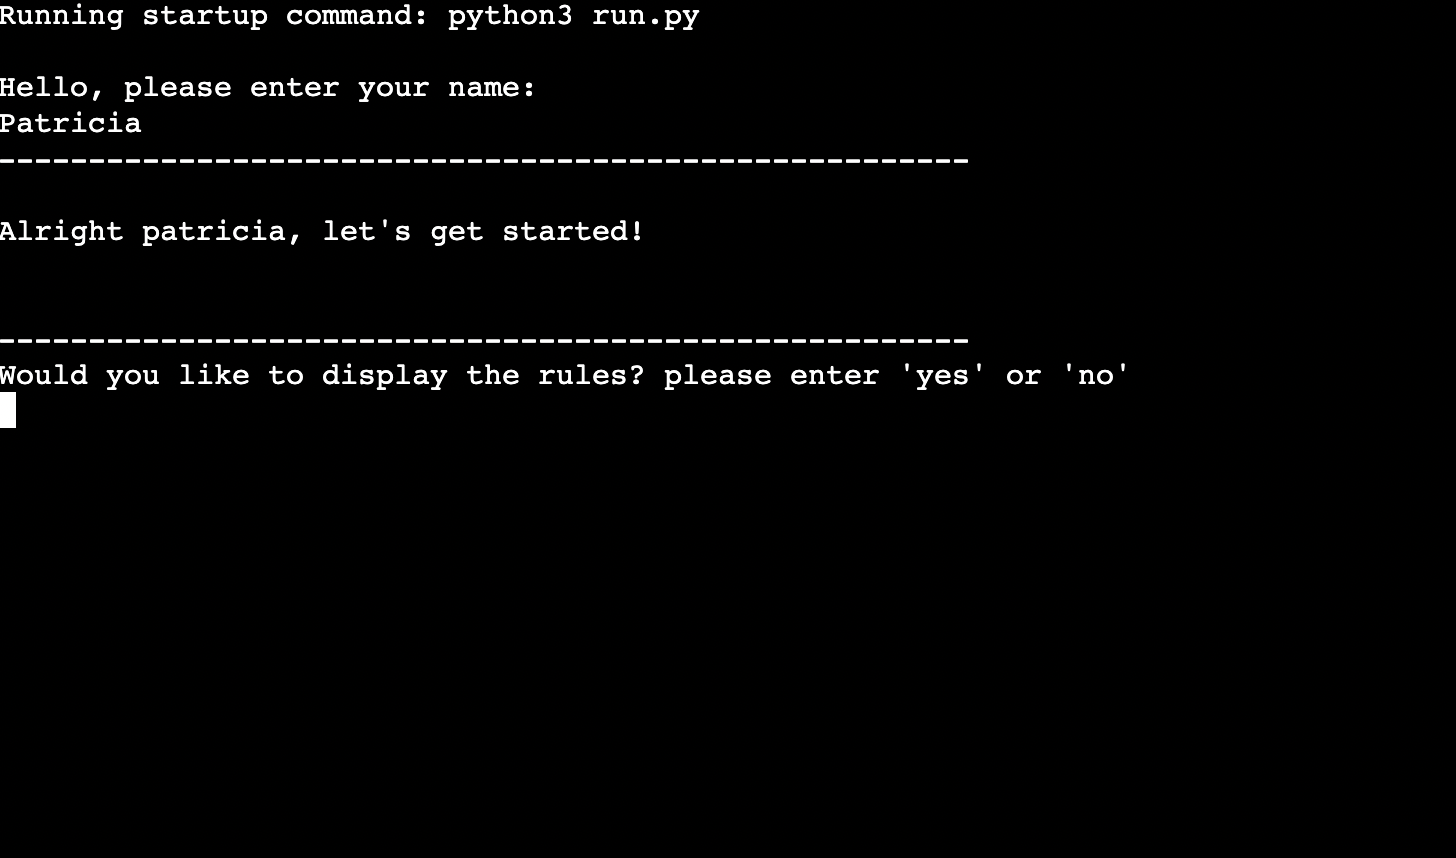 Running startup command: python3 run.py
Hello, please enter your name:
Patricia
------------------------------------------------------
Alright patricia, let's get started!
------------------------------------------------------
Would you like to display the rules? please enter 'yes' or 'no'